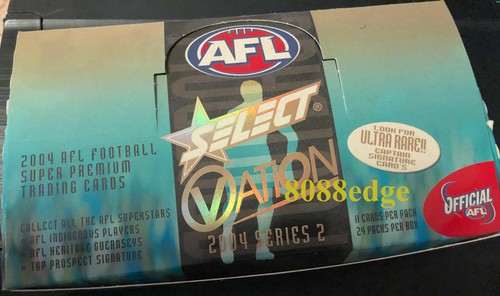 AFL
SELECT®
OVATION
2004 SERIES 2
2004 AFL FOOTBALL
SUPER PREMIUM
TRADING CARDS
COLLECT ALL THE AFL SUPERSTARS
• AFL INDIGENOUS PLAYERS
• AFL HERITAGE GUERNSEYS
• TOP PROSPECT SIGNATURE
LOOK FOR
ULTRA RARE!!
CAPTAIN
SIGNATURE
CARD'S
11 CARDS PER PACK
24 PACKS PER BOX
OFFICIAL
AFL
8088edge